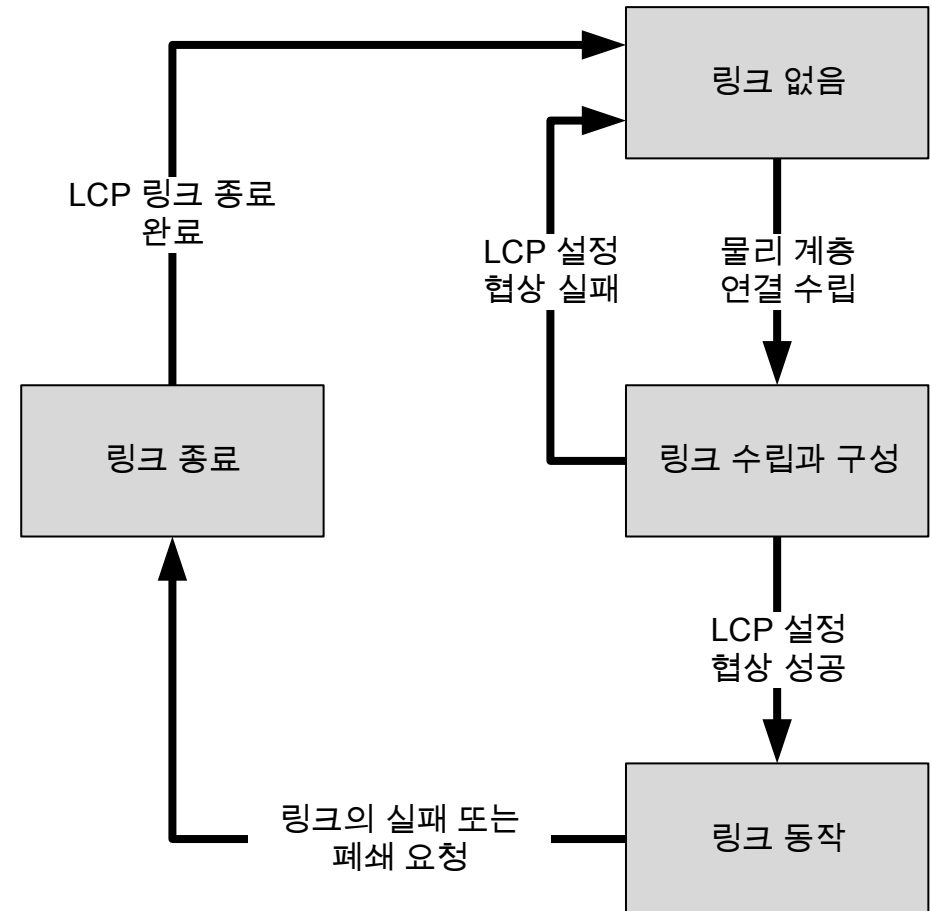 링크 없음
LCP 링크 종료
완료
LCP 설정
협상 실패
물리 계층
연결 수립
링크 종료
링크 수립과 구성
LCP 설정
협상 성공
링크의 실패 또는
폐쇄 요청
링크 동작